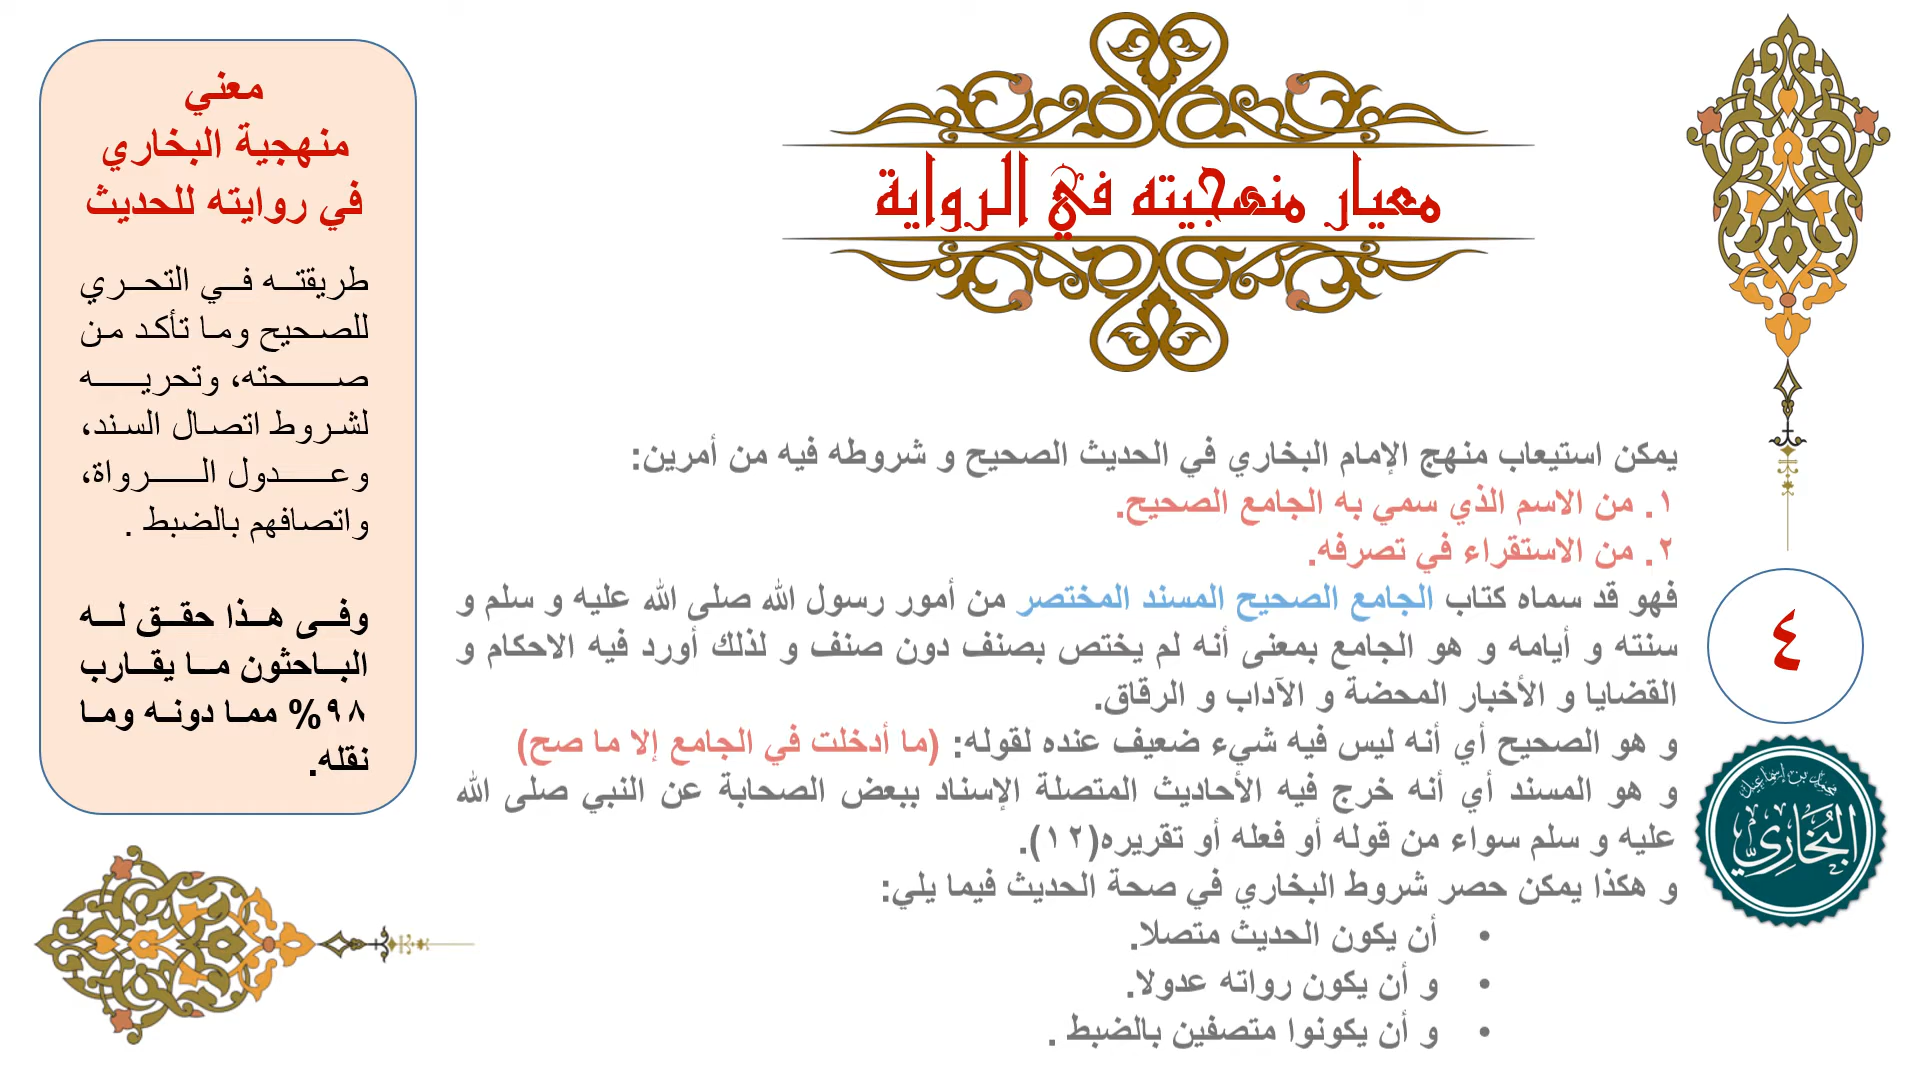 معيار منهجيته في الرواية
معني
منهجية البخاري
في روايته للحديث
طريقته في التحري
للصحيح وما تأكد من
صحته، وتحريه
لشروط اتصال السند،
وعدول الرواة،
واتصافهم بالضبط .
وفى هذا حقق له
الباحثون ما يقارب
٩٨% مما دونه وما
نقله.
يمكن استيعاب منهج الإمام البخاري في الحديث الصحيح و شروطه فيه من أمرين:
١. من الاسم الذي سمي به الجامع الصحيح.
٢. من الاستقراء في تصرفه.
فهو قد سماه كتاب الجامع الصحيح المسند المختصر من أمور رسول الله صلى الله عليه و سلم و
سنته و أيامه و هو الجامع بمعنى أنه لم يختص بصنف دون صنف و لذلك أورد فيه الاحكام و
القضايا و الأخبار المحضة و الآداب و الرقاق.
و هو الصحيح أي أنه ليس فيه شيء ضعيف عنده لقوله: (ما أدخلت في الجامع إلا ما صح)
و هو المسند أي أنه خرج فيه الأحاديث المتصلة الإسناد ببعض الصحابة عن النبي صلى الله
عليه و سلم سواء من قوله أو فعله أو تقريره(١٢).
و هكذا يمكن حصر شروط البخاري في صحة الحديث فيما يلي:
• أن يكون الحديث متصلا.
• و أن يكون رواته عدولا.
• و أن يكونوا متصفين بالضبط .
٤
محمد بن إسماعيل
البُخَارِيّ